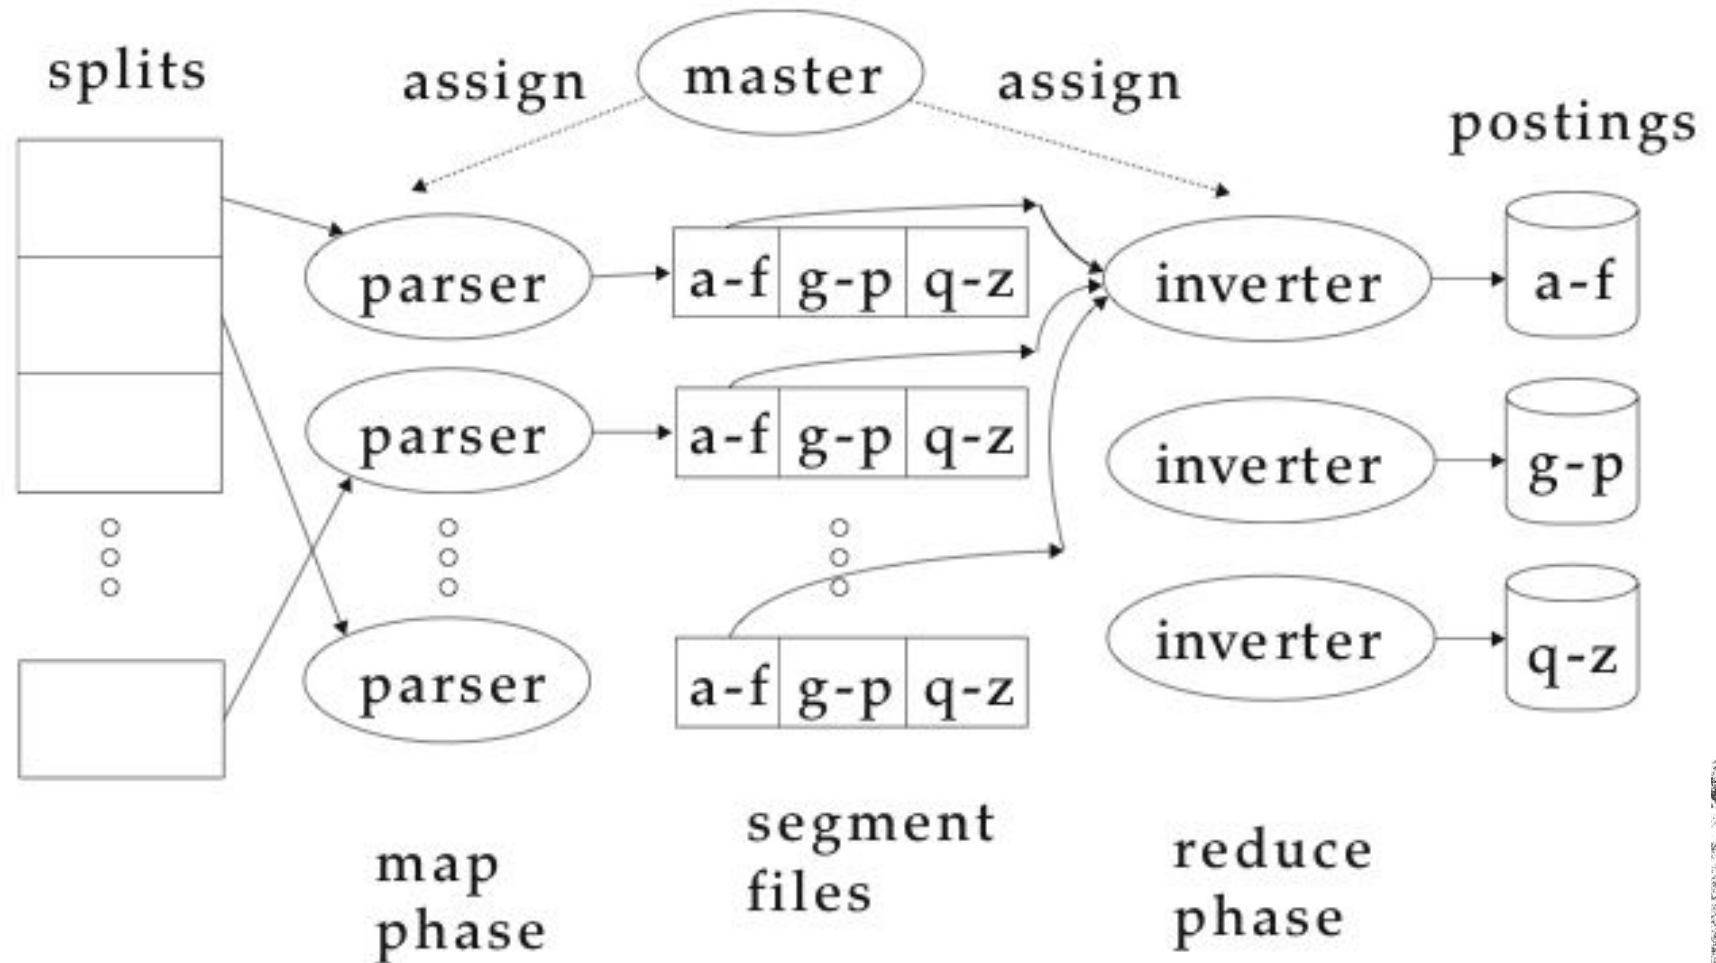 splits
assign
master
assign
postings
parser
a-f g-p q-z
inverter
a-f
parser
a-f g-p q-z
inverter
g-p
parser
a-f g-p q-z
inverter
q-z
map
phase
segment
files
reduce
phase